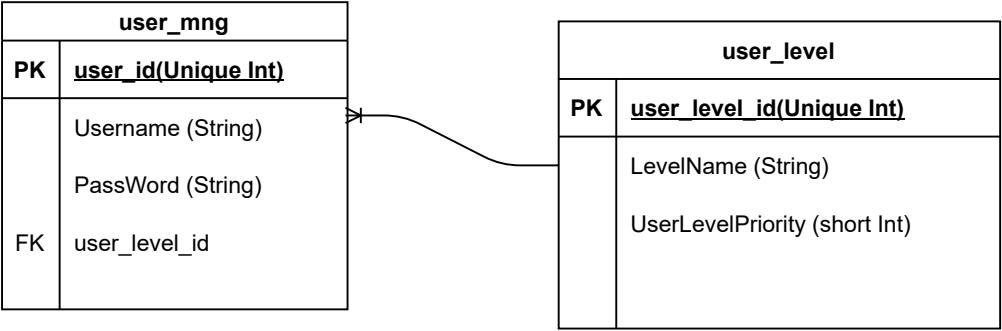 user_mng
PK user_id(Unique Int)
Username (String)
PassWord (String)
FK user_level_id
user_level
PK user_level_id(Unique Int)
LevelName (String)
UserLevelPriority (short Int)